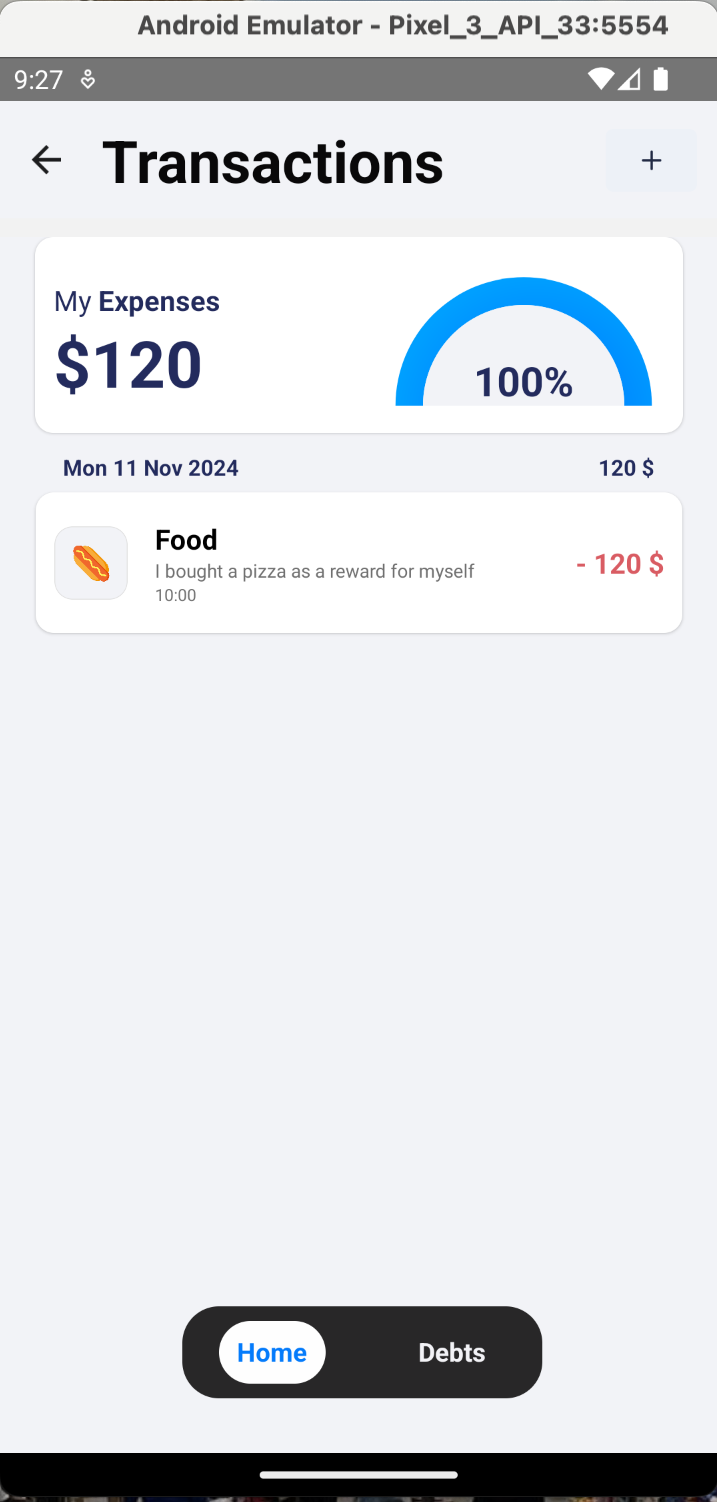 Android Emulator - Pixel_3_API_33:5554
9:27
Transactions
+
My Expenses
$120
100%
Mon 11 Nov 2024
120 $
Food
I bought a pizza as a reward for myself
- 120 $
10:00
Home
Debts